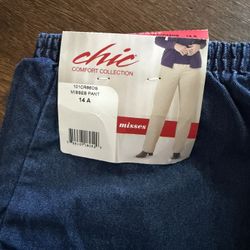 chic
COMFORT COLLECTION
MISSES PANT
14 A
misses